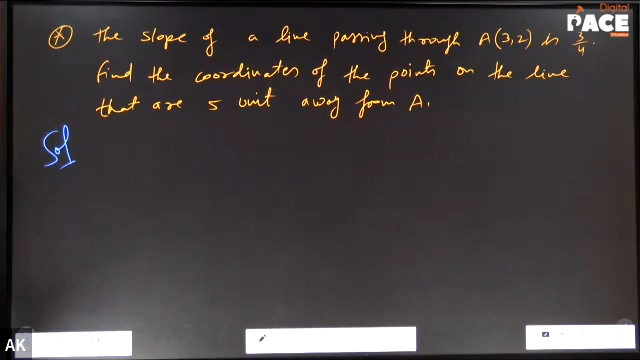 Digital
PACE
* The slope of a line passing through A(3,2) is 3/4.
Find the coordinates of the points on the line
that are 5 unit away from A.
Sol
AK